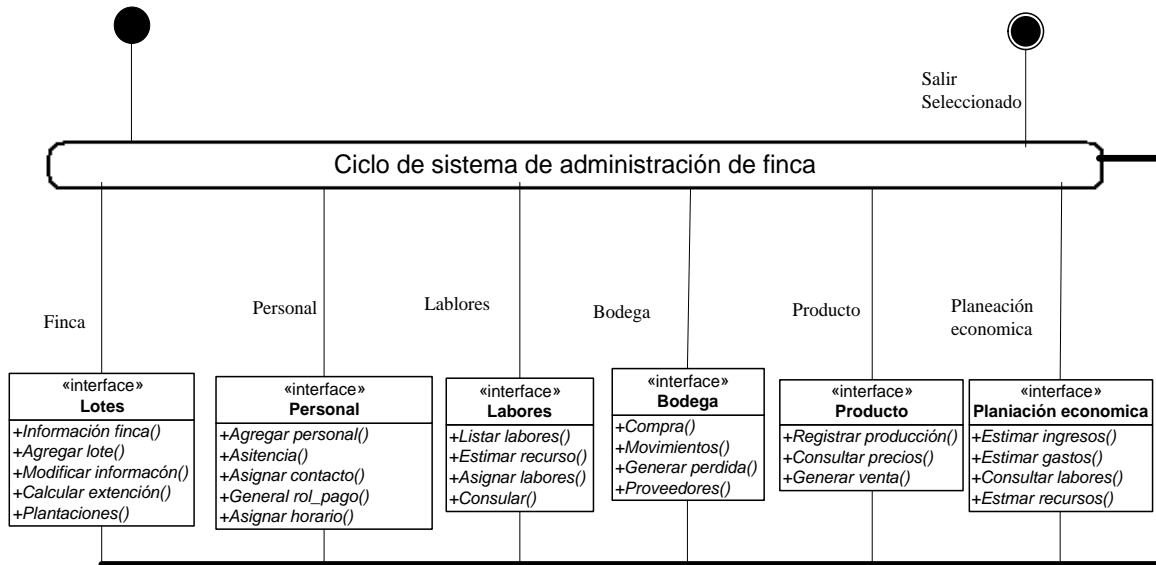 Salir
Seleccionado
Ciclo de sistema de administración de finca
Finca
Personal
Lablores
Bodega
Producto
Planeación
economica
«interface»
Lotes
+Información finca()
+Agregar lote()
+Modificar informacón()
+Calcular extención()
+Plantaciones()
«interface»
Personal
+Agregar personal()
+Asitencia()
+Asignar contacto()
+General rol_pago()
+Asignar horario()
«interface»
Labores
+Listar labores()
+Estimar recurso()
+Asignar labores()
+Consular()
«interface»
Bodega
+Compra()
+Movimientos()
+Generar perdida()
+Proveedores()
«interface»
Producto
+Registrar producción()
+Consultar precios()
+Generar venta()
«interface»
Planiación economica
+Estimar ingresos()
+Estimar gastos()
+Consultar labores()
+Estmar recursos()